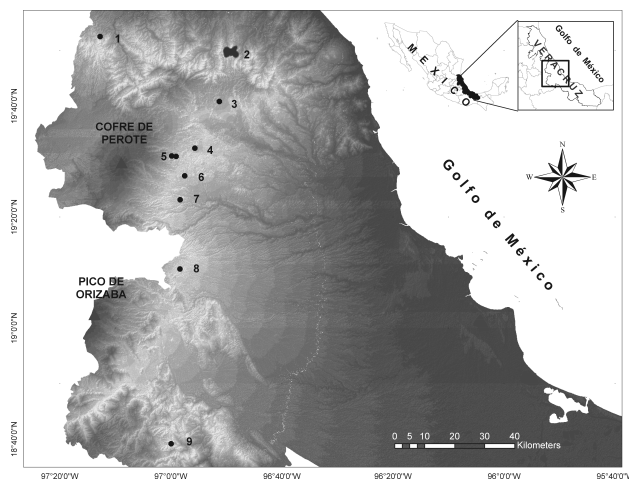 1
2
3
4
5
6
7
8
9
COFRE DE
PEROTE
PICO DE
ORIZABA
MEXICO
Golfo de México
VERACRUZ
Golfo de México
N
W E
S
0 5 10 20 30 40
Kilometers
19°40'0"N
19°20'0"N
19°0'0"N
18°40'0"N
97°20'0"W
97°0'0"W
96°40'0"W
96°20'0"W
96°0'0"W
95°40'0"W